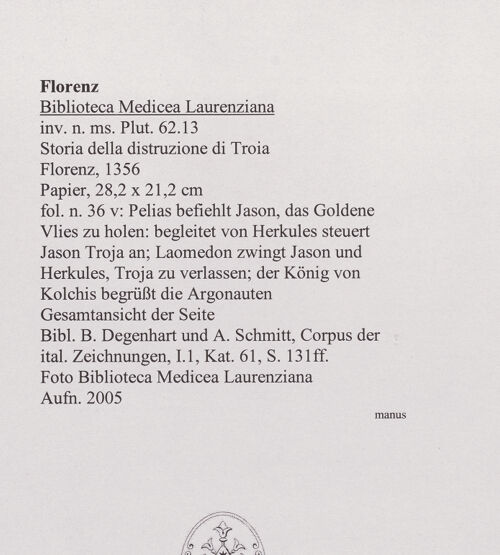 Florenz
Biblioteca Medicea Laurenziana
inv. n. ms. Plut. 62.13
Storia della distruzione di Troia
Florenz, 1356
Papier, 28,2 x 21,2 cm
fol. n. 36 v: Pelias befiehlt Jason, das Goldene
Vlies zu holen: begleitet von Herkules steuert
Jason Troja an; Laomedon zwingt Jason und
Herkules, Troja zu verlassen; der König von
Kolchis begrüßt die Argonauten
Gesamtansicht der Seite
Bibl. B. Degenhart und A. Schmitt, Corpus der
ital. Zeichnungen, I.1, Kat. 61, S. 131ff.
Foto Biblioteca Medicea Laurenziana
Aufn. 2005
manus